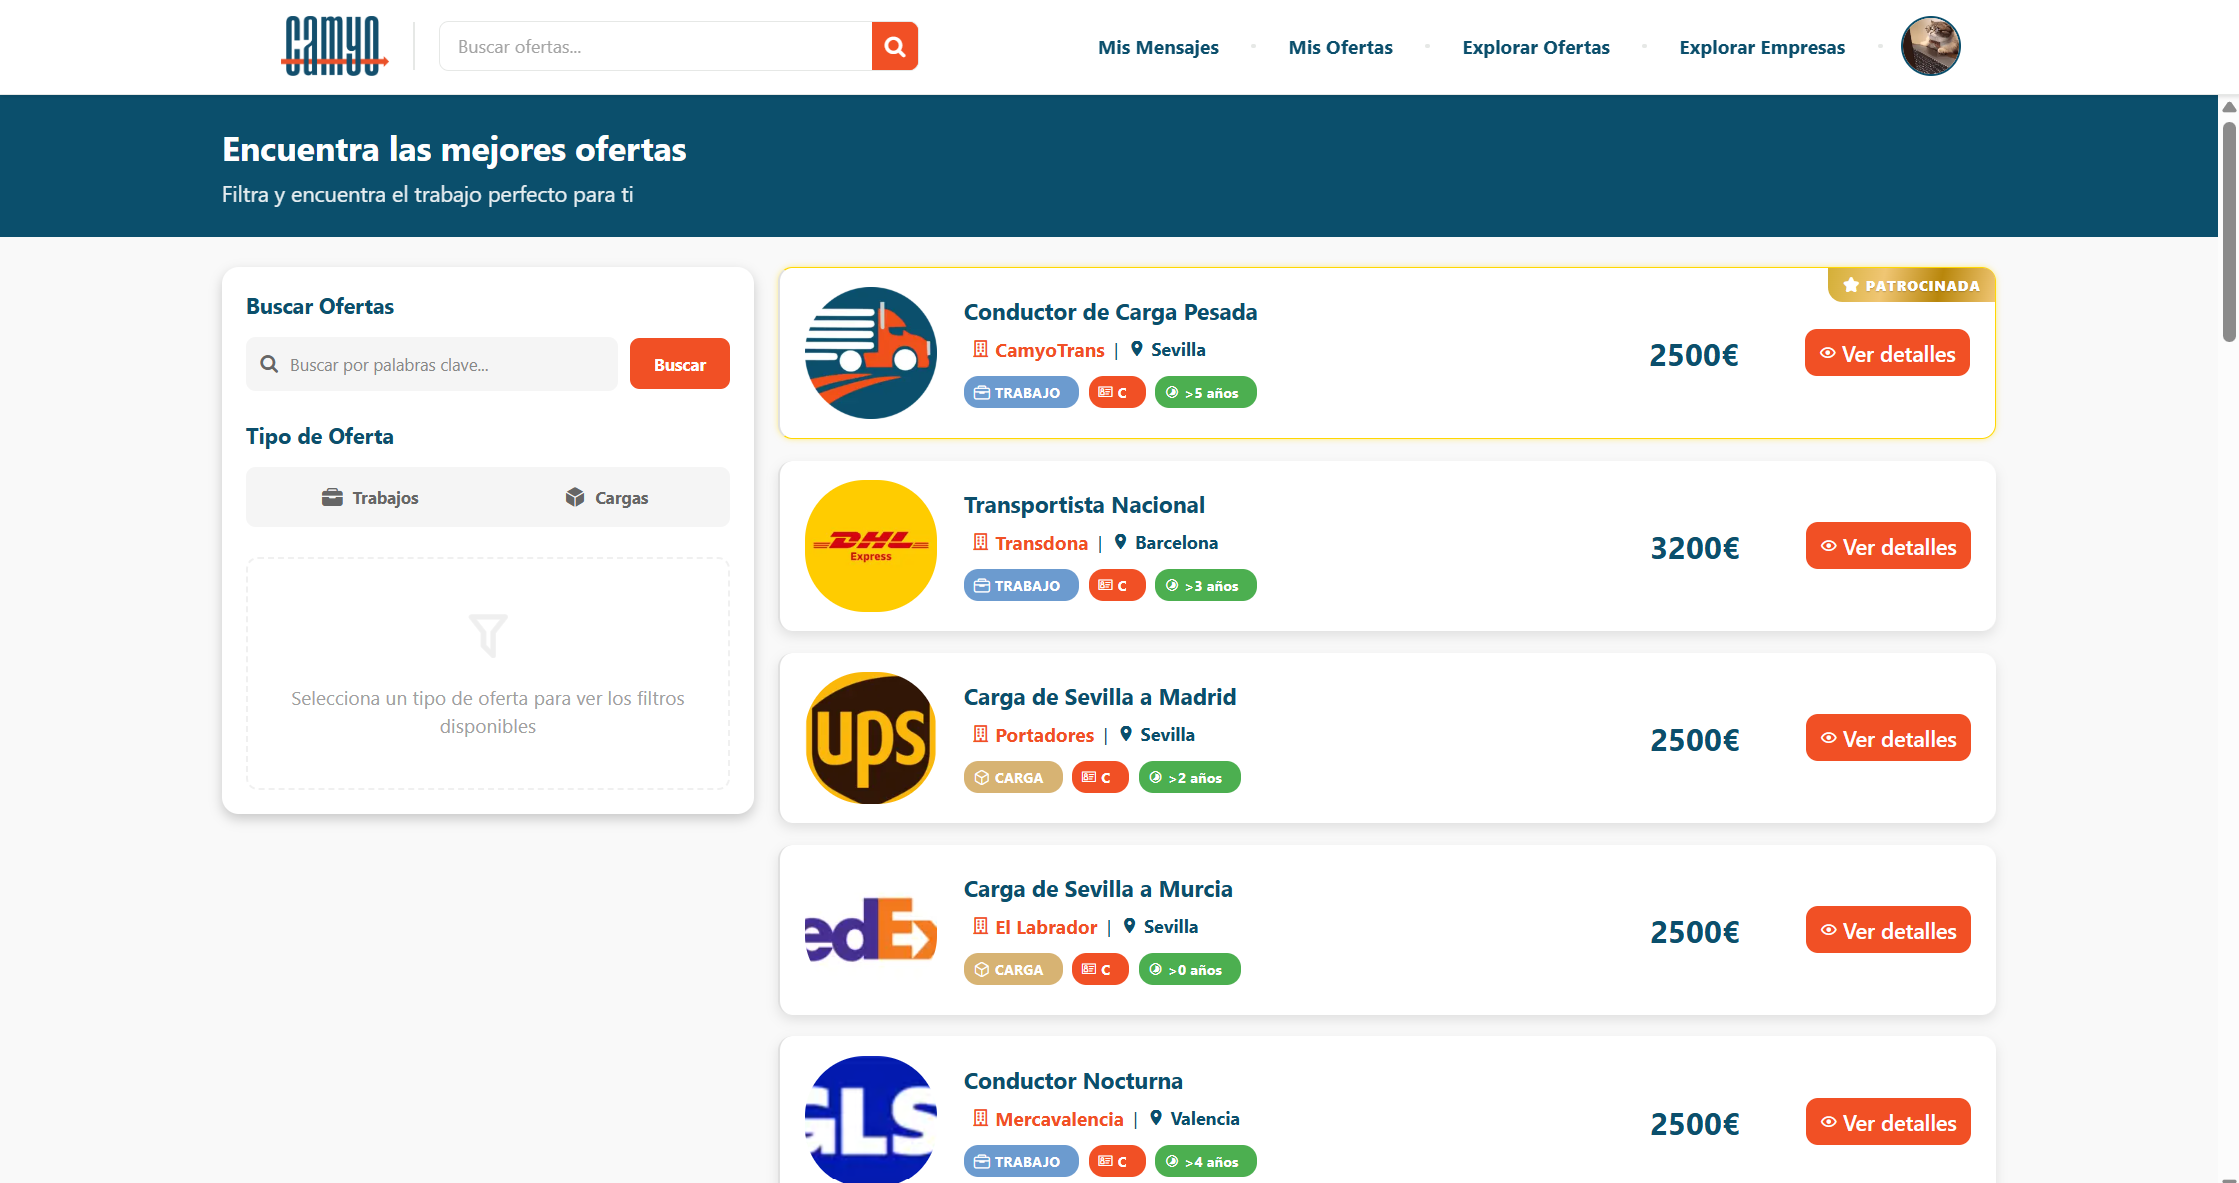 camyo
Buscar ofertas...
Mis Mensajes
Mis Ofertas
Explorar Ofertas
Explorar Empresas
Encuentra las mejores ofertas
Filtra y encuentra el trabajo perfecto para ti
Buscar Ofertas
Buscar por palabras clave...
Buscar
Tipo de Oferta
Trabajos
Cargas
Selecciona un tipo de oferta para ver los filtros
disponibles
PATROCINADA
Conductor de Carga Pesada
CamyoTrans | Sevilla
TRABAJO
C
>5 años
2500€
Ver detalles
DHL
Express
Transportista Nacional
Transdona | Barcelona
TRABAJO
C
>3 años
3200€
Ver detalles
ups
Carga de Sevilla a Madrid
Portadores | Sevilla
CARGA
C
>2 años
2500€
Ver detalles
edEx
Carga de Sevilla a Murcia
El Labrador | Sevilla
CARGA
C
>0 años
2500€
Ver detalles
GLS
Conductor Nocturna
Mercavalencia | Valencia
TRABAJO
C
>4 años
2500€
Ver detalles